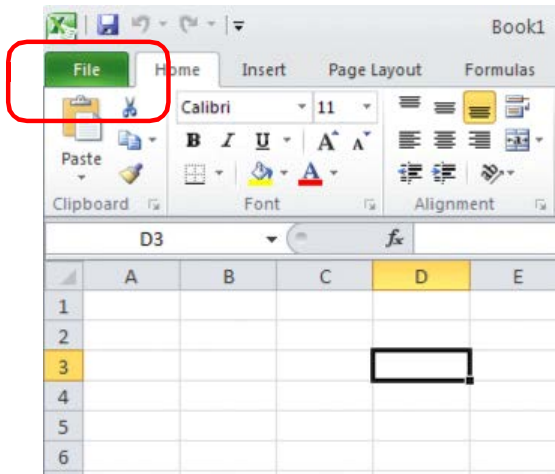 Book1
File Home Insert Page Layout Formulas
Calibri 11
B I U A A
Paste A
Clipboard Font Alignment
D3 fx
A B C D E
1
2
3
4
5
6